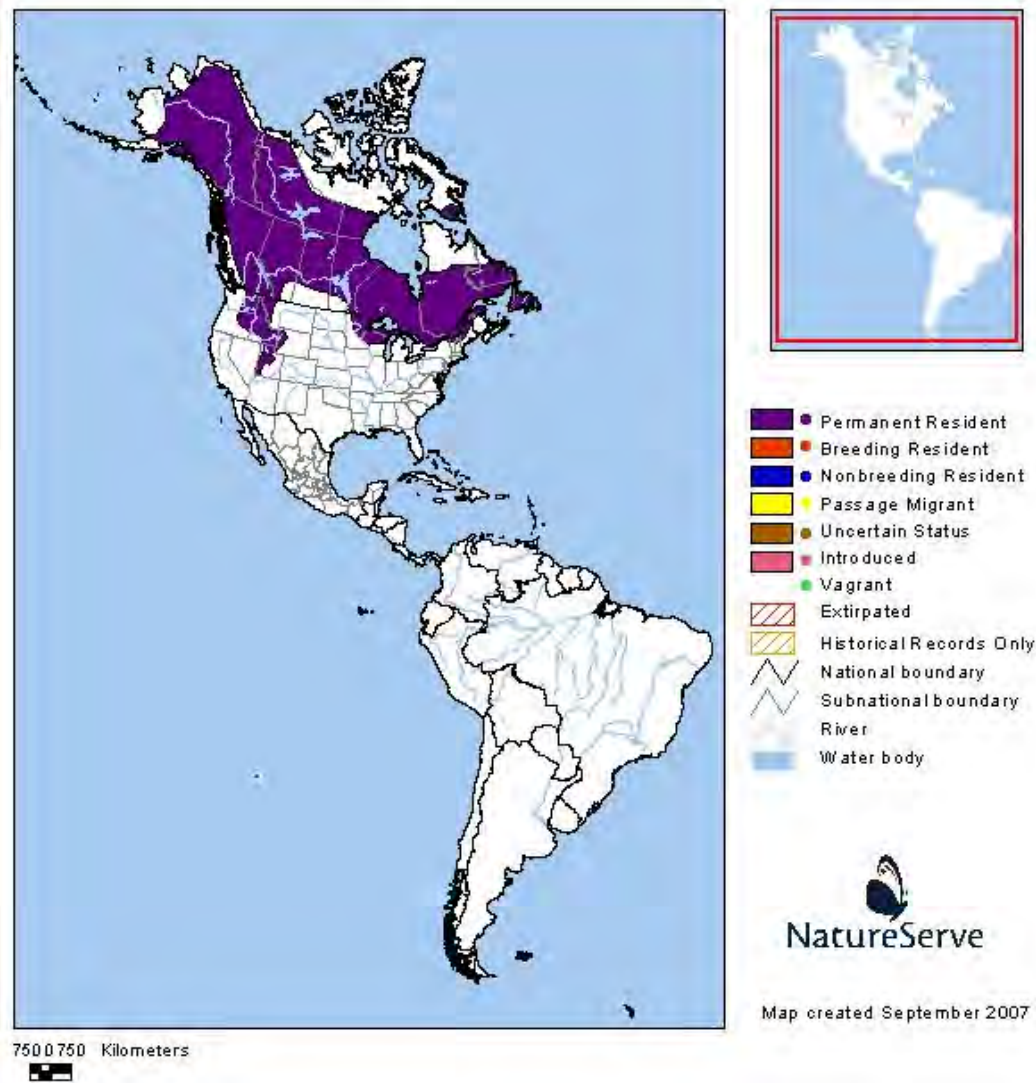 Permanent Resident
Breeding Resident
Nonbreeding Resident
Passage Migrant
Uncertain Status
Introduced
Vagrant
Extirpated
Historical Records Only
National boundary
Subnational boundary
River
Water body
NatureServe
Map created September 2007
750 0 750 Kilometers